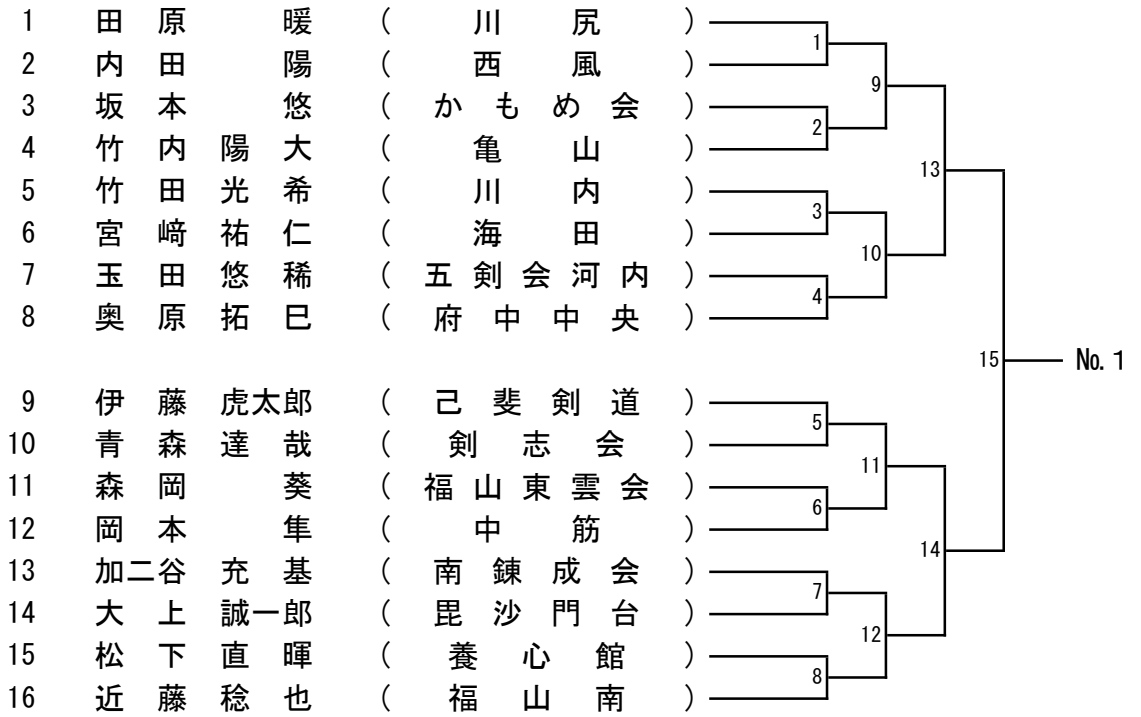 1 田原 暖 ( 川尻 )
2 内田 陽 ( 西風 )
3 坂本 悠 ( かもめ会 )
4 竹内陽大 ( 亀山 )
5 竹田光希 ( 川内 )
6 宮﨑祐仁 ( 海田 )
7 玉田悠稀 ( 五剣会河内 )
8 奥原拓巳 ( 府中中央 )
9 伊藤虎太郎 ( 己斐剣道 )
10 青森達哉 ( 剣志会 )
11 森岡 葵 ( 福山東雲会 )
12 岡本 隼 ( 中筋 )
13 加二谷充基 ( 南錬成会 )
14 大上誠一郎 ( 毘沙門台 )
15 松下直暉 ( 養心館 )
16 近藤稔也 ( 福山南 )
1
2
3
4
5
6
7
8
9
10
11
12
13
14
15
№1